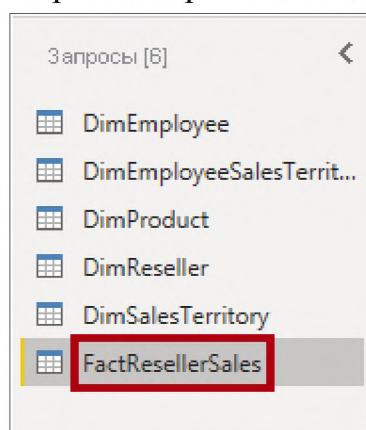 Запросы [6]
DimEmployee
DimEmployeeSalesTerrit...
DimProduct
DimReseller
DimSalesTerritory
FactResellerSales